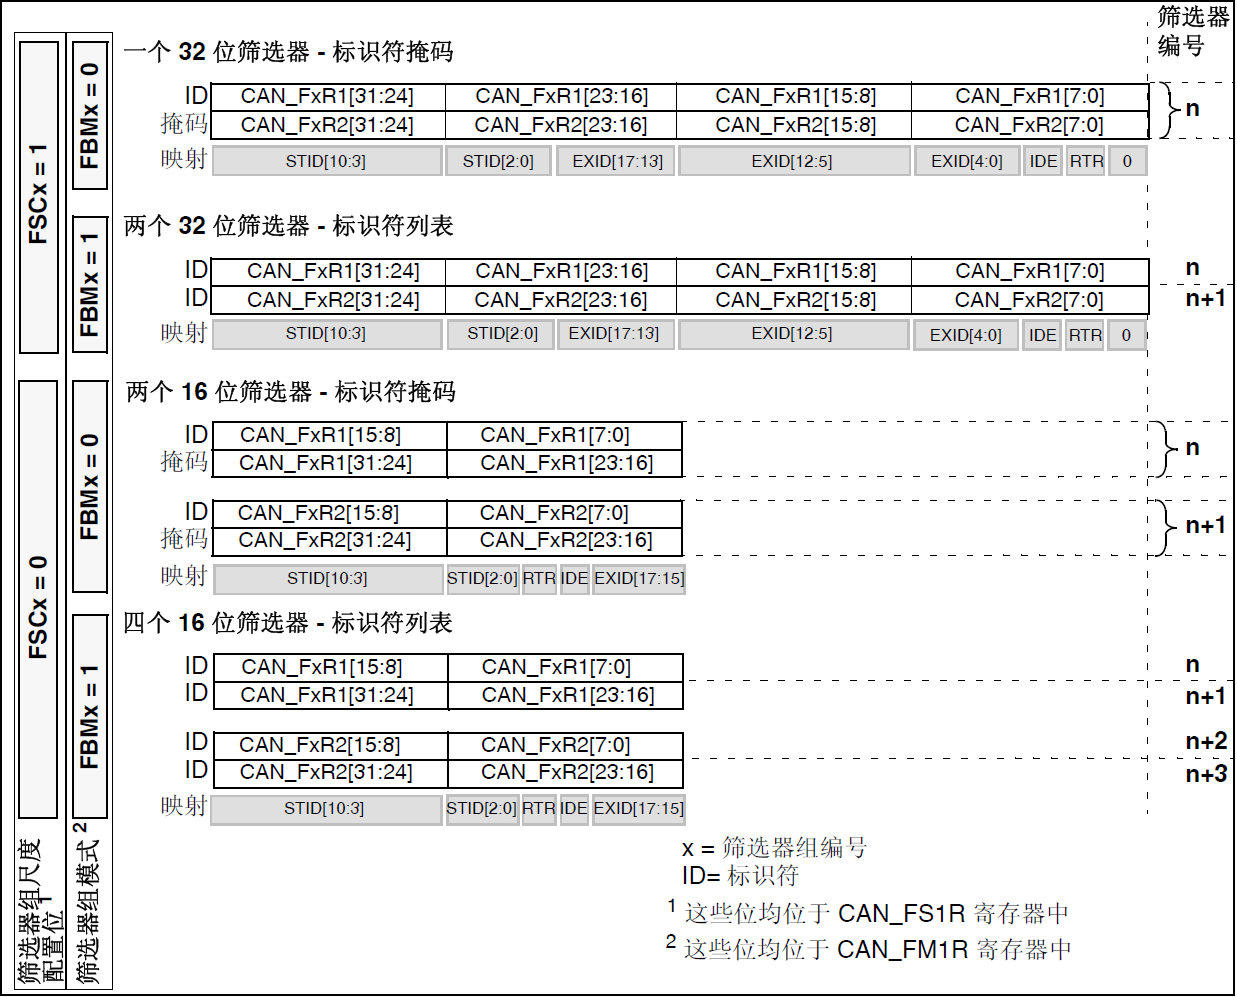 筛选器
编号
一个 32 位筛选器 - 标识符掩码
ID CAN_FxR1[31:24] CAN_FxR1[23:16] CAN_FxR1[15:8] CAN_FxR1[7:0]
掩码 CAN_FxR2[31:24] CAN_FxR2[23:16] CAN_FxR2[15:8] CAN_FxR2[7:0]
n
映射 STID[10:3] STID[2:0] EXID[17:13] EXID[12:5] EXID[4:0] IDE RTR 0
两个 32 位筛选器 - 标识符列表
ID CAN_FxR1[31:24] CAN_FxR1[23:16] CAN_FxR1[15:8] CAN_FxR1[7:0] n
ID CAN_FxR2[31:24] CAN_FxR2[23:16] CAN_FxR2[15:8] CAN_FxR2[7:0] n+1
映射 STID[10:3] STID[2:0] EXID[17:13] EXID[12:5] EXID[4:0] IDE RTR 0
两个 16 位筛选器 - 标识符掩码
ID CAN_FxR1[15:8] CAN_FxR1[7:0]
掩码 CAN_FxR1[31:24] CAN_FxR1[23:16]
n
ID CAN_FxR2[15:8] CAN_FxR2[7:0]
掩码 CAN_FxR2[31:24] CAN_FxR2[23:16]
n+1
映射 STID[10:3] STID[2:0] RTR IDE EXID[17:15]
四个 16 位筛选器 - 标识符列表
ID CAN_FxR1[15:8] CAN_FxR1[7:0] n
ID CAN_FxR1[31:24] CAN_FxR1[23:16] n+1
ID CAN_FxR2[15:8] CAN_FxR2[7:0] n+2
ID CAN_FxR2[31:24] CAN_FxR2[23:16] n+3
映射 STID[10:3] STID[2:0] RTR IDE EXID[17:15]
FSCx = 1
FSCx = 0
FBMx = 0
FBMx = 1
FBMx = 0
FBMx = 1
筛选器组尺度
配置位 1
筛选器组模式 2
x = 筛选器组编号
ID= 标识符
1 这些位均位于 CAN_FS1R 寄存器中
2 这些位均位于 CAN_FM1R 寄存器中